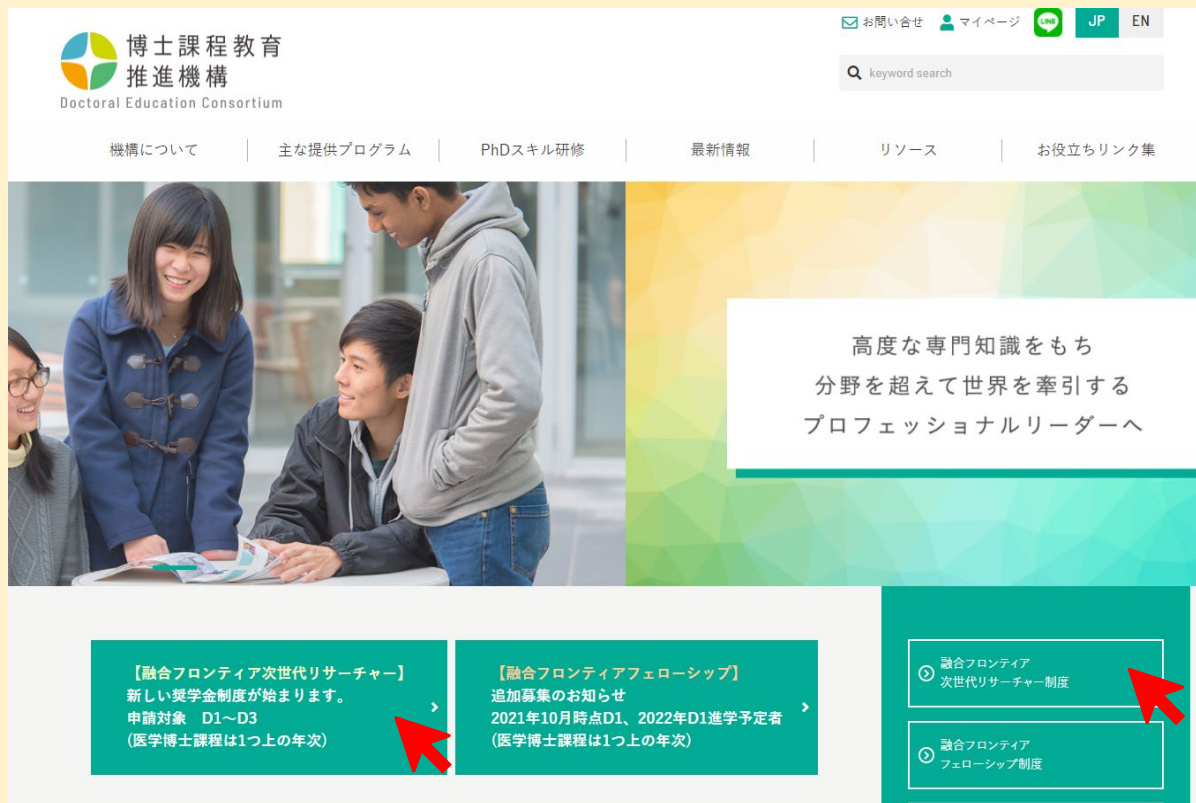 お問い合せ マイページ LINE JP EN
博士課程教育
推進機構
Doctoral Education Consortium
keyword search
機構について 主な提供プログラム PhDスキル研修 最新情報 リソース お役立ちリンク集
高度な専門知識をもち
分野を超えて世界を牽引する
プロフェッショナルリーダーへ
【融合フロンティア次世代リサーチャー】
新しい奨学金制度が始まります。
申請対象 D1～D3
(医学博士課程は1つ上の年次)
【融合フロンティアフェローシップ】
追加募集のお知らせ
2021年10月時点D1、2022年D1進学予定者
(医学博士課程は1つ上の年次)
融合フロンティア
次世代リサーチャー制度
融合フロンティア
フェローシップ制度